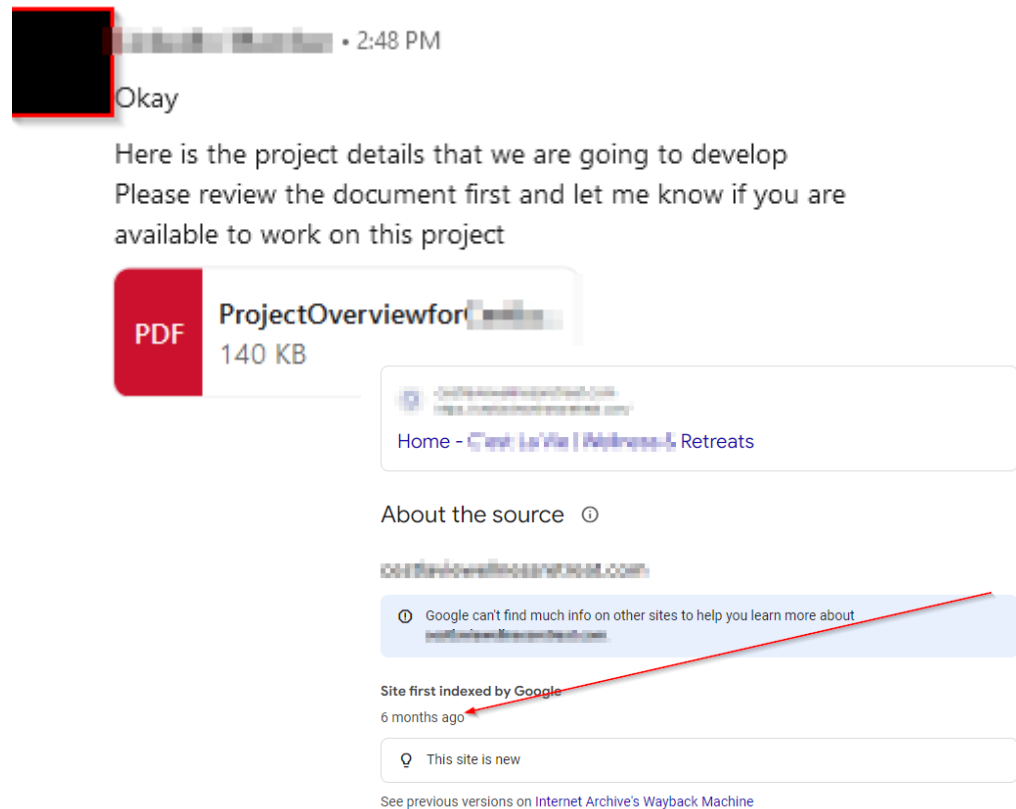 • 2:48 PM
Okay
Here is the project details that we are going to develop
Please review the document first and let me know if you are
available to work on this project
PDF
ProjectOverviewfor
140 KB
Home - Retreats
About the source
Google can't find much info on other sites to help you learn more about
Site first indexed by Google
6 months ago
This site is new
See previous versions on Internet Archive's Wayback Machine